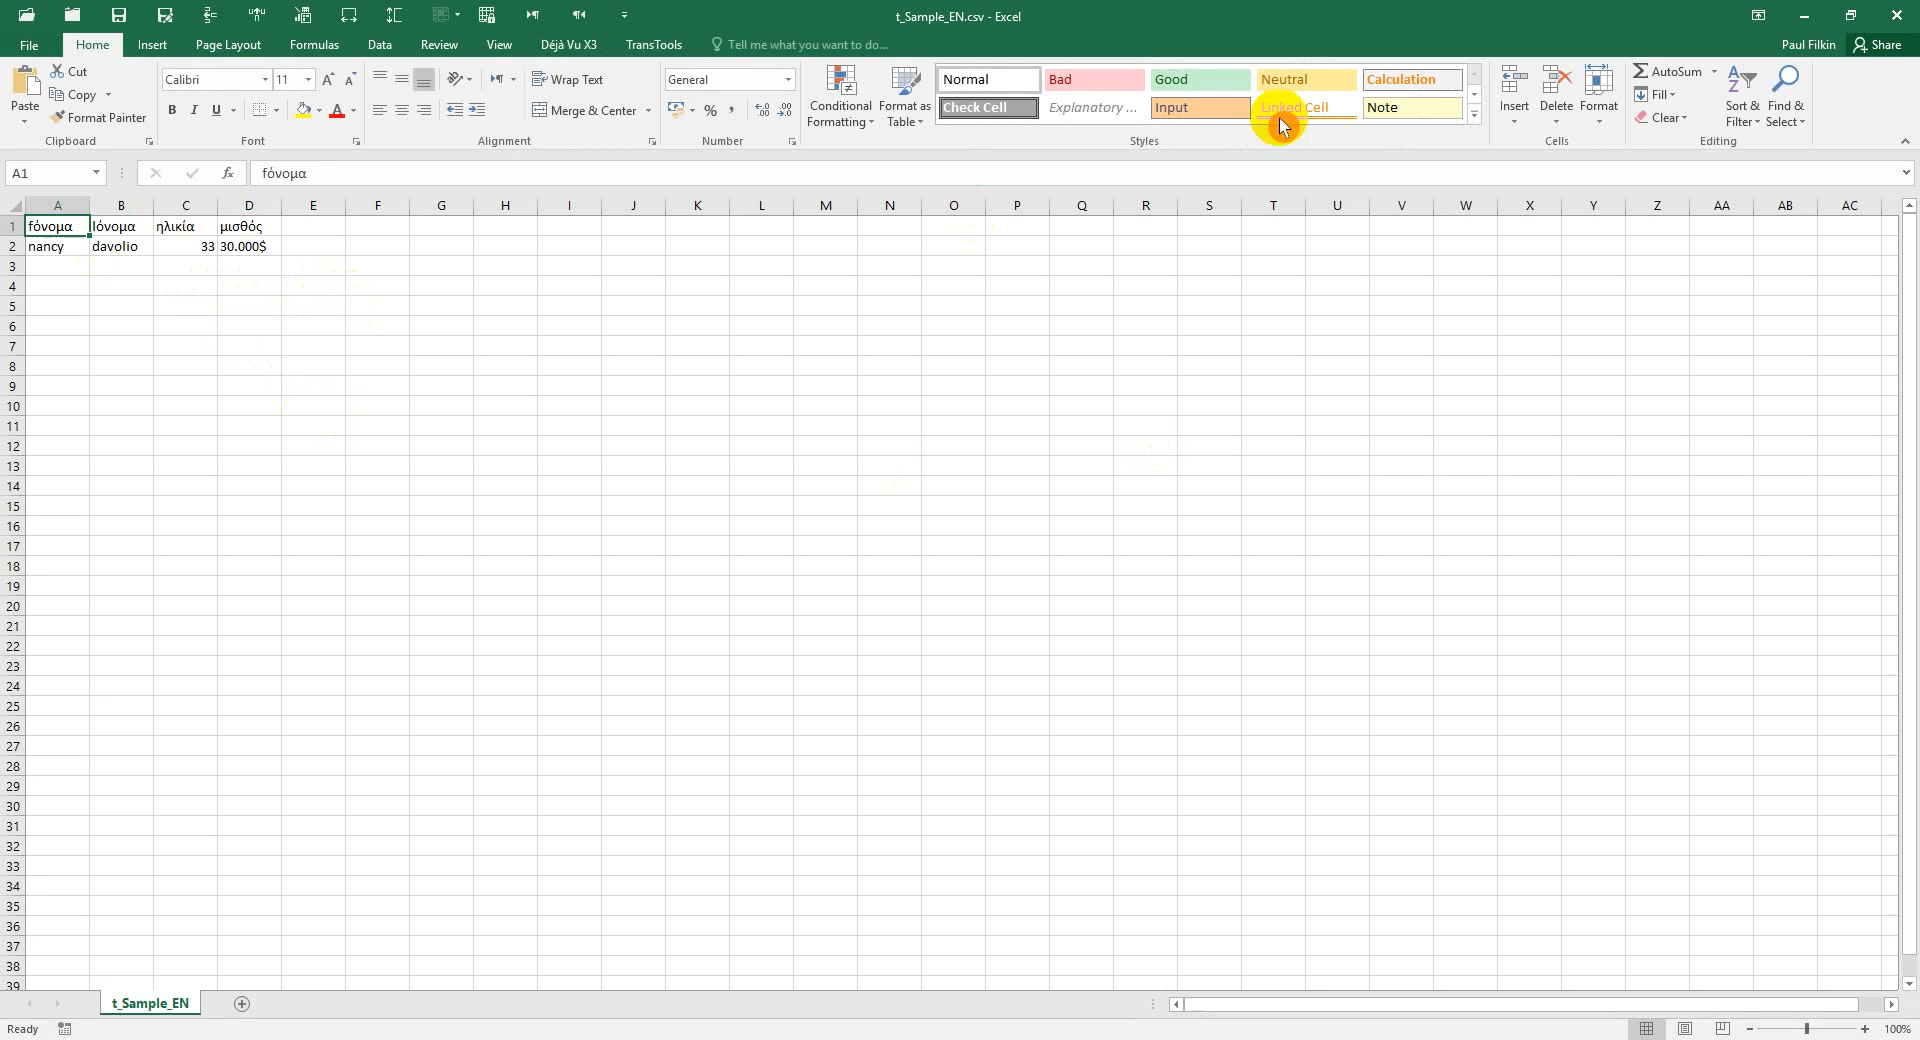 t_Sample_EN.csv - Excel
File Home Insert Page Layout Formulas Data Review View Déjà Vu X3 TransTools Tell me what you want to do... Paul Filkin Share
Paste Cut Copy Format Painter Clipboard
Calibri 11 B I U Font
Wrap Text Merge & Center Alignment
General % , Number
Conditional Formatting Format as Table
Normal Bad Good Neutral Calculation
Check Cell Explanatory ... Input Linked Cell Note
Styles
Insert Delete Format Cells
AutoSum Fill Clear Sort & Filter Find & Select Editing
A1 fx fόνομα
A B C D E F G H I J K L M N O P Q R S T U V W X Y Z AA AB AC
1 fόνομα lόνομα ηλικία μισθός
2 nancy davolio 33 30.000$
3
4
5
6
7
8
9
10
11
12
13
14
15
16
17
18
19
20
21
22
23
24
25
26
27
28
29
30
31
32
33
34
35
36
37
38
39
t_Sample_EN
Ready 100%